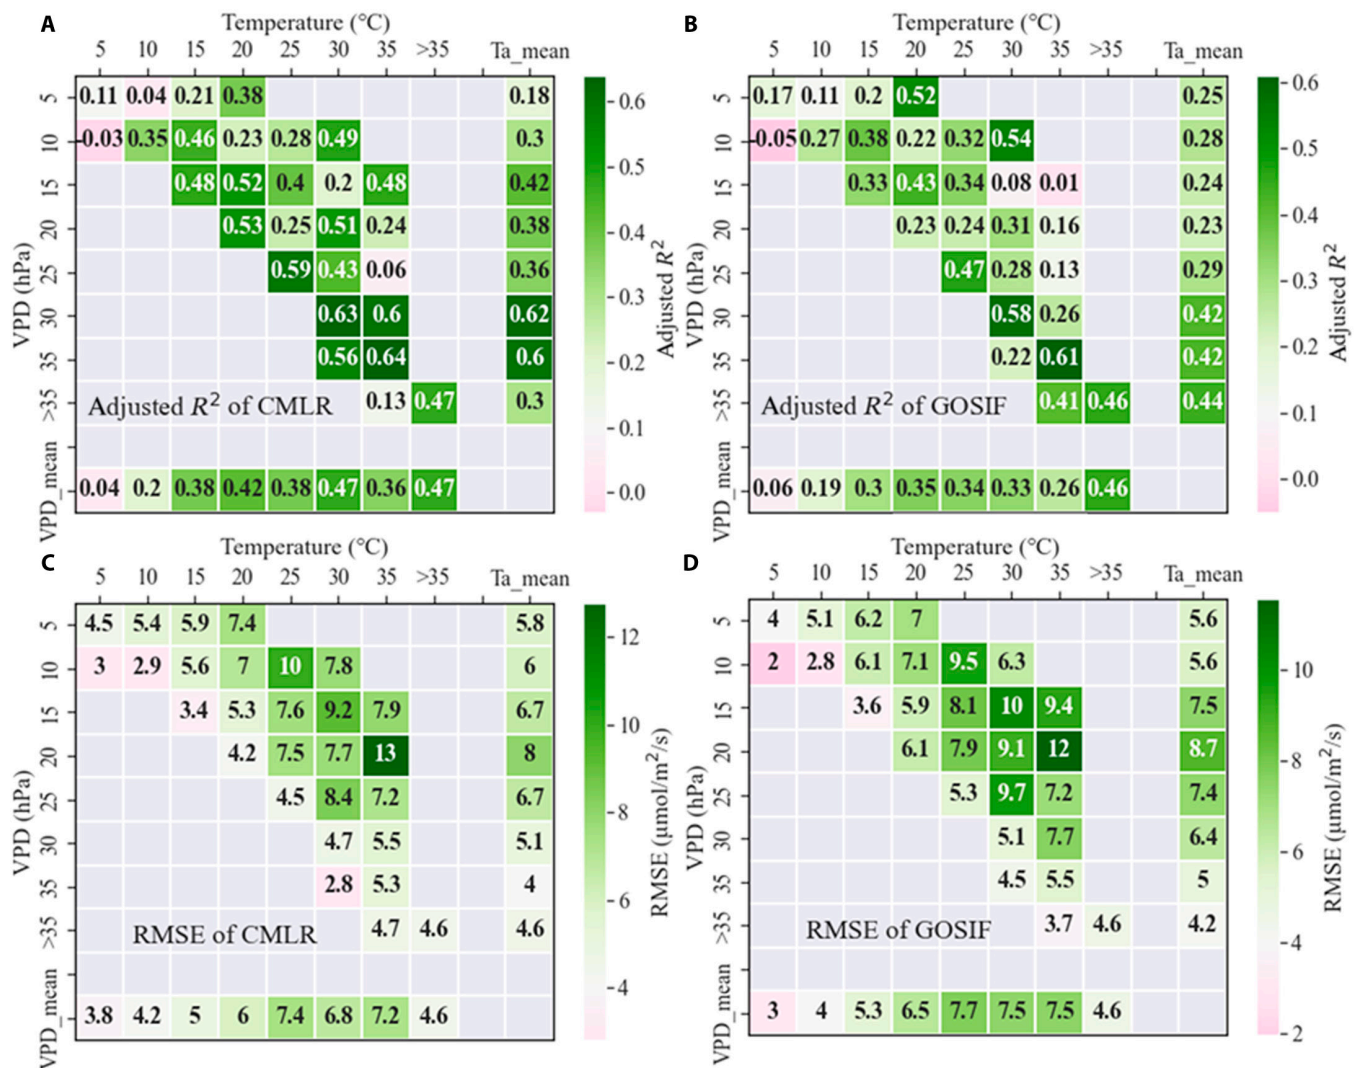 A
Temperature (°C)
5 10 15 20 25 30 35 >35 Ta_mean
5 0.11 0.04 0.21 0.38 0.18
10 -0.03 0.35 0.46 0.23 0.28 0.49 0.3
15 0.48 0.52 0.4 0.2 0.48 0.42
20 0.53 0.25 0.51 0.24 0.38
25 0.59 0.43 0.06 0.36
30 0.63 0.6 0.62
35 0.56 0.64 0.6
>35 Adjusted R² of CMLR 0.13 0.47 0.3
VPD_mean 0.04 0.2 0.38 0.42 0.38 0.47 0.36 0.47
VPD (hPa)
0.6
0.5
0.4
0.3
0.2
0.1
0.0
Adjusted R²
B
Temperature (°C)
5 10 15 20 25 30 35 >35 Ta_mean
5 0.17 0.11 0.2 0.52 0.25
10 -0.05 0.27 0.38 0.22 0.32 0.54 0.28
15 0.33 0.43 0.34 0.08 0.01 0.24
20 0.23 0.24 0.31 0.16 0.23
25 0.47 0.28 0.13 0.29
30 0.58 0.26 0.42
35 0.22 0.61 0.42
>35 Adjusted R² of GOSIF 0.41 0.46 0.44
VPD_mean 0.06 0.19 0.3 0.35 0.34 0.33 0.26 0.46
VPD (hPa)
0.6
0.5
0.4
0.3
0.2
0.1
0.0
Adjusted R²
C
Temperature (°C)
5 10 15 20 25 30 35 >35 Ta_mean
5 4.5 5.4 5.9 7.4 5.8
10 3 2.9 5.6 7 10 7.8 6
15 3.4 5.3 7.6 9.2 7.9 6.7
20 4.2 7.5 7.7 13 8
25 4.5 8.4 7.2 6.7
30 4.7 5.5 5.1
35 2.8 5.3 4
>35 RMSE of CMLR 4.7 4.6 4.6
VPD_mean 3.8 4.2 5 6 7.4 6.8 7.2 4.6
VPD (hPa)
12
10
8
6
4
RMSE (μmol/m²/s)
D
Temperature (°C)
5 10 15 20 25 30 35 >35 Ta_mean
5 4 5.1 6.2 7 5.6
10 2 2.8 6.1 7.1 9.5 6.3 5.6
15 3.6 5.9 8.1 10 9.4 7.5
20 6.1 7.9 9.1 12 8.7
25 5.3 9.7 7.2 7.4
30 5.1 7.7 6.4
35 4.5 5.5 5
>35 RMSE of GOSIF 3.7 4.6 4.2
VPD_mean 3 4 5.3 6.5 7.7 7.5 7.5 4.6
VPD (hPa)
10
8
6
4
2
RMSE (μmol/m²/s)